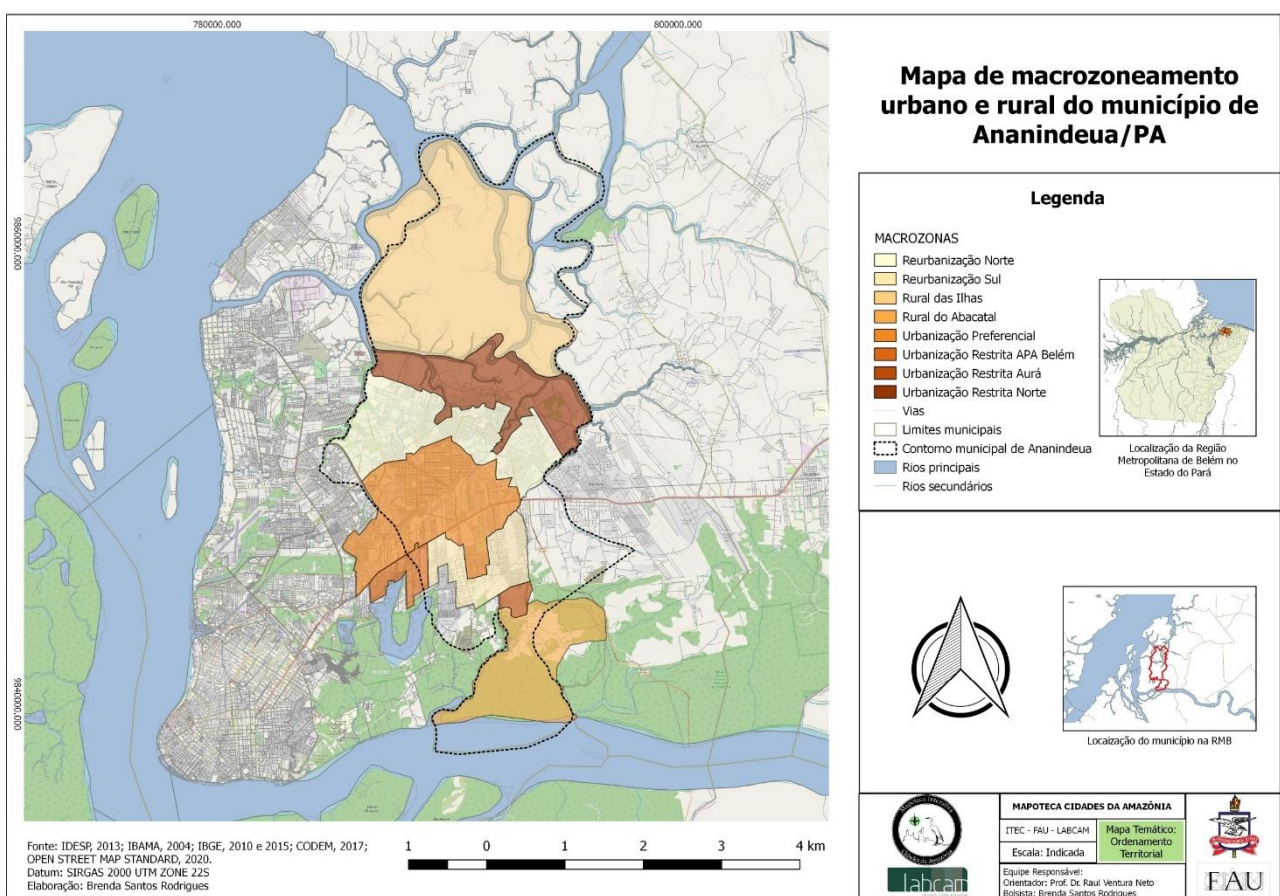 780000.000
800000.000
9860000.000
9840000.000
Mapa de macrozoneamento
urbano e rural do município de
Ananindeua/PA
Legenda
MACROZONAS
Reurbanização Norte
Reurbanização Sul
Rural das Ilhas
Rural do Abacatal
Urbanização Preferencial
Urbanização Restrita APA Belém
Urbanização Restrita Aurá
Urbanização Restrita Norte
Vias
Limites municipais
Contorno municipal de Ananindeua
Rios principais
Rios secundários
Localização da Região
Metropolitana de Belém no
Estado do Pará
Locaização do município na RMB
Fonte: IDESP, 2013; IBAMA, 2004; IBGE, 2010 e 2015; CODEM, 2017;
OPEN STREET MAP STANDARD, 2020.
Datum: SIRGAS 2000 UTM ZONE 22S
Elaboração: Brenda Santos Rodrigues
1 0 1 2 3 4 km
Mapoteca Interativa
Cidades da Amazônia
labcam
MAPOTECA CIDADES DA AMAZÔNIA
ITEC - FAU - LABCAM
Escala: Indicada
Mapa Temático:
Ordenamento
Territorial
Equipe Responsável:
Orientador: Prof. Dr. Raul Ventura Neto
Bolsista: Brenda Santos Rodrigues
FAU